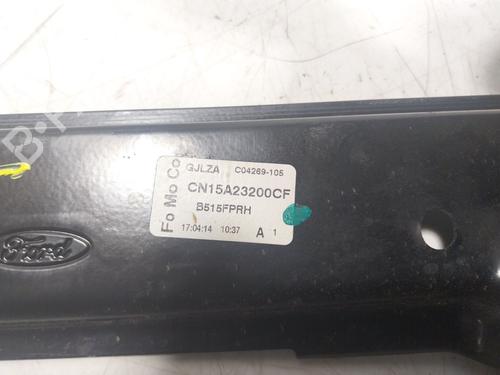 GJLZA C04269-105
CN15A23200CF
B515FPRH
17:04:14 10:37 A 1
Fo Mo Co
Ford